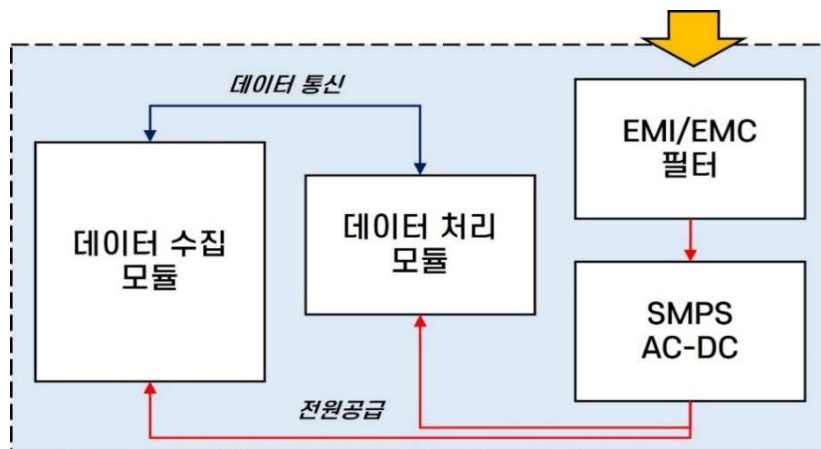 데이터 통신
EMI/EMC
필터
데이터 수집
모듈
데이터 처리
모듈
SMPS
AC-DC
전원공급